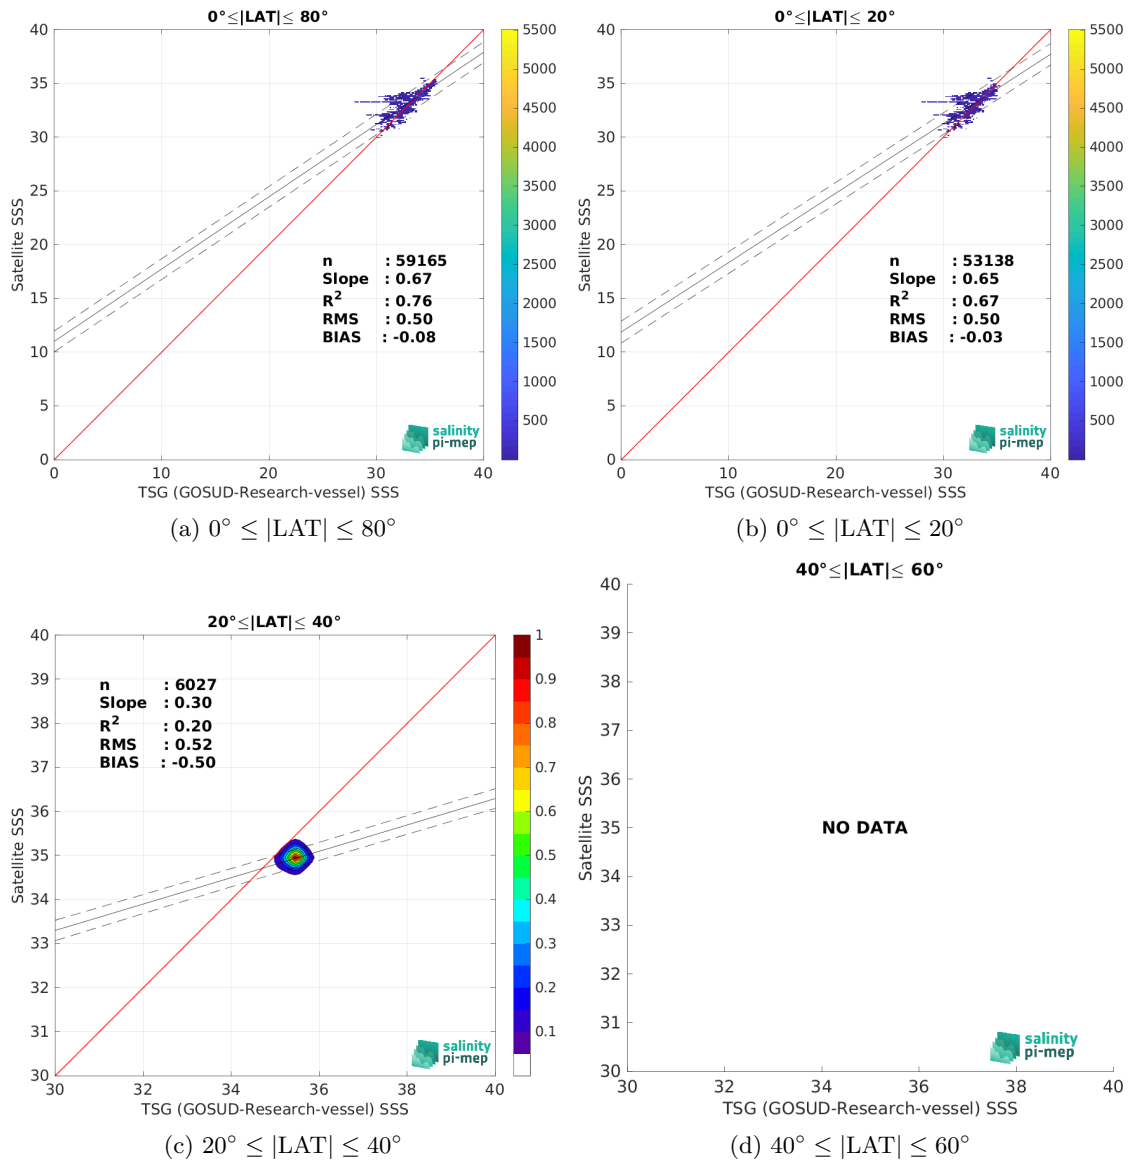 0°≤|LAT|≤ 80°
40
35
30
25
20
15
10
5
0
Satellite SSS
n : 59165
Slope : 0.67
R² : 0.76
RMS : 0.50
BIAS : -0.08
salinity
pi-mep
0 10 20 30 40
TSG (GOSUD-Research-vessel) SSS
5500
5000
4500
4000
3500
3000
2500
2000
1500
1000
500
(a) 0° ≤ |LAT| ≤ 80°
0°≤|LAT|≤ 20°
40
35
30
25
20
15
10
5
0
Satellite SSS
n : 53138
Slope : 0.65
R² : 0.67
RMS : 0.50
BIAS : -0.03
salinity
pi-mep
0 10 20 30 40
TSG (GOSUD-Research-vessel) SSS
5500
5000
4500
4000
3500
3000
2500
2000
1500
1000
500
(b) 0° ≤ |LAT| ≤ 20°
20°≤|LAT|≤ 40°
40
39
38
37
36
35
34
33
32
31
30
Satellite SSS
n : 6027
Slope : 0.30
R² : 0.20
RMS : 0.52
BIAS : -0.50
salinity
pi-mep
30 32 34 36 38 40
TSG (GOSUD-Research-vessel) SSS
1
0.9
0.8
0.7
0.6
0.5
0.4
0.3
0.2
0.1
(c) 20° ≤ |LAT| ≤ 40°
40°≤|LAT|≤ 60°
40
39
38
37
36
35
34
33
32
31
30
Satellite SSS
NO DATA
salinity
pi-mep
30 32 34 36 38 40
TSG (GOSUD-Research-vessel) SSS
(d) 40° ≤ |LAT| ≤ 60°